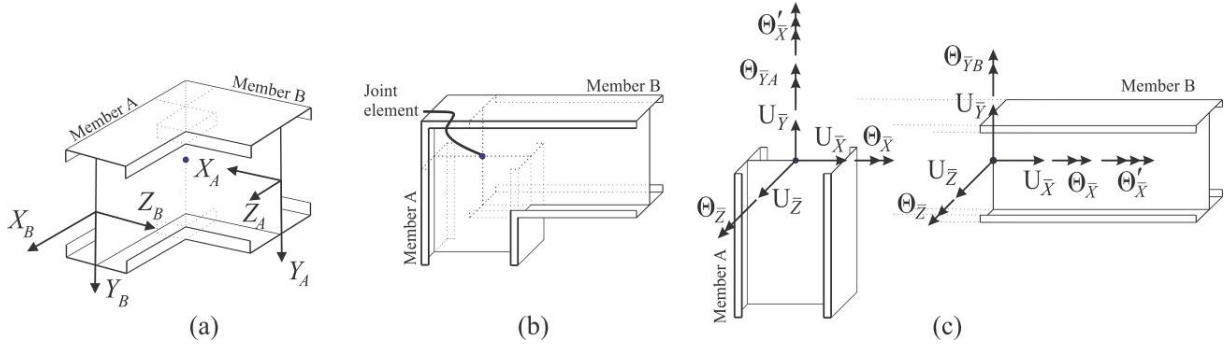 Member A
Member B
X_A
Z_B
Z_A
X_B
Y_B
Y_A
(a)
Joint
element
Member B
Member A
(b)
Θ'_X̄
Θ_ȲA
U_Ȳ
U_X̄ Θ_X̄
U_Z̄
Θ_Z̄
Member A
Θ_ȲB
Member B
U_Ȳ
U_Z̄
U_X̄ Θ_X̄ Θ'_X̄
Θ_Z̄
(c)